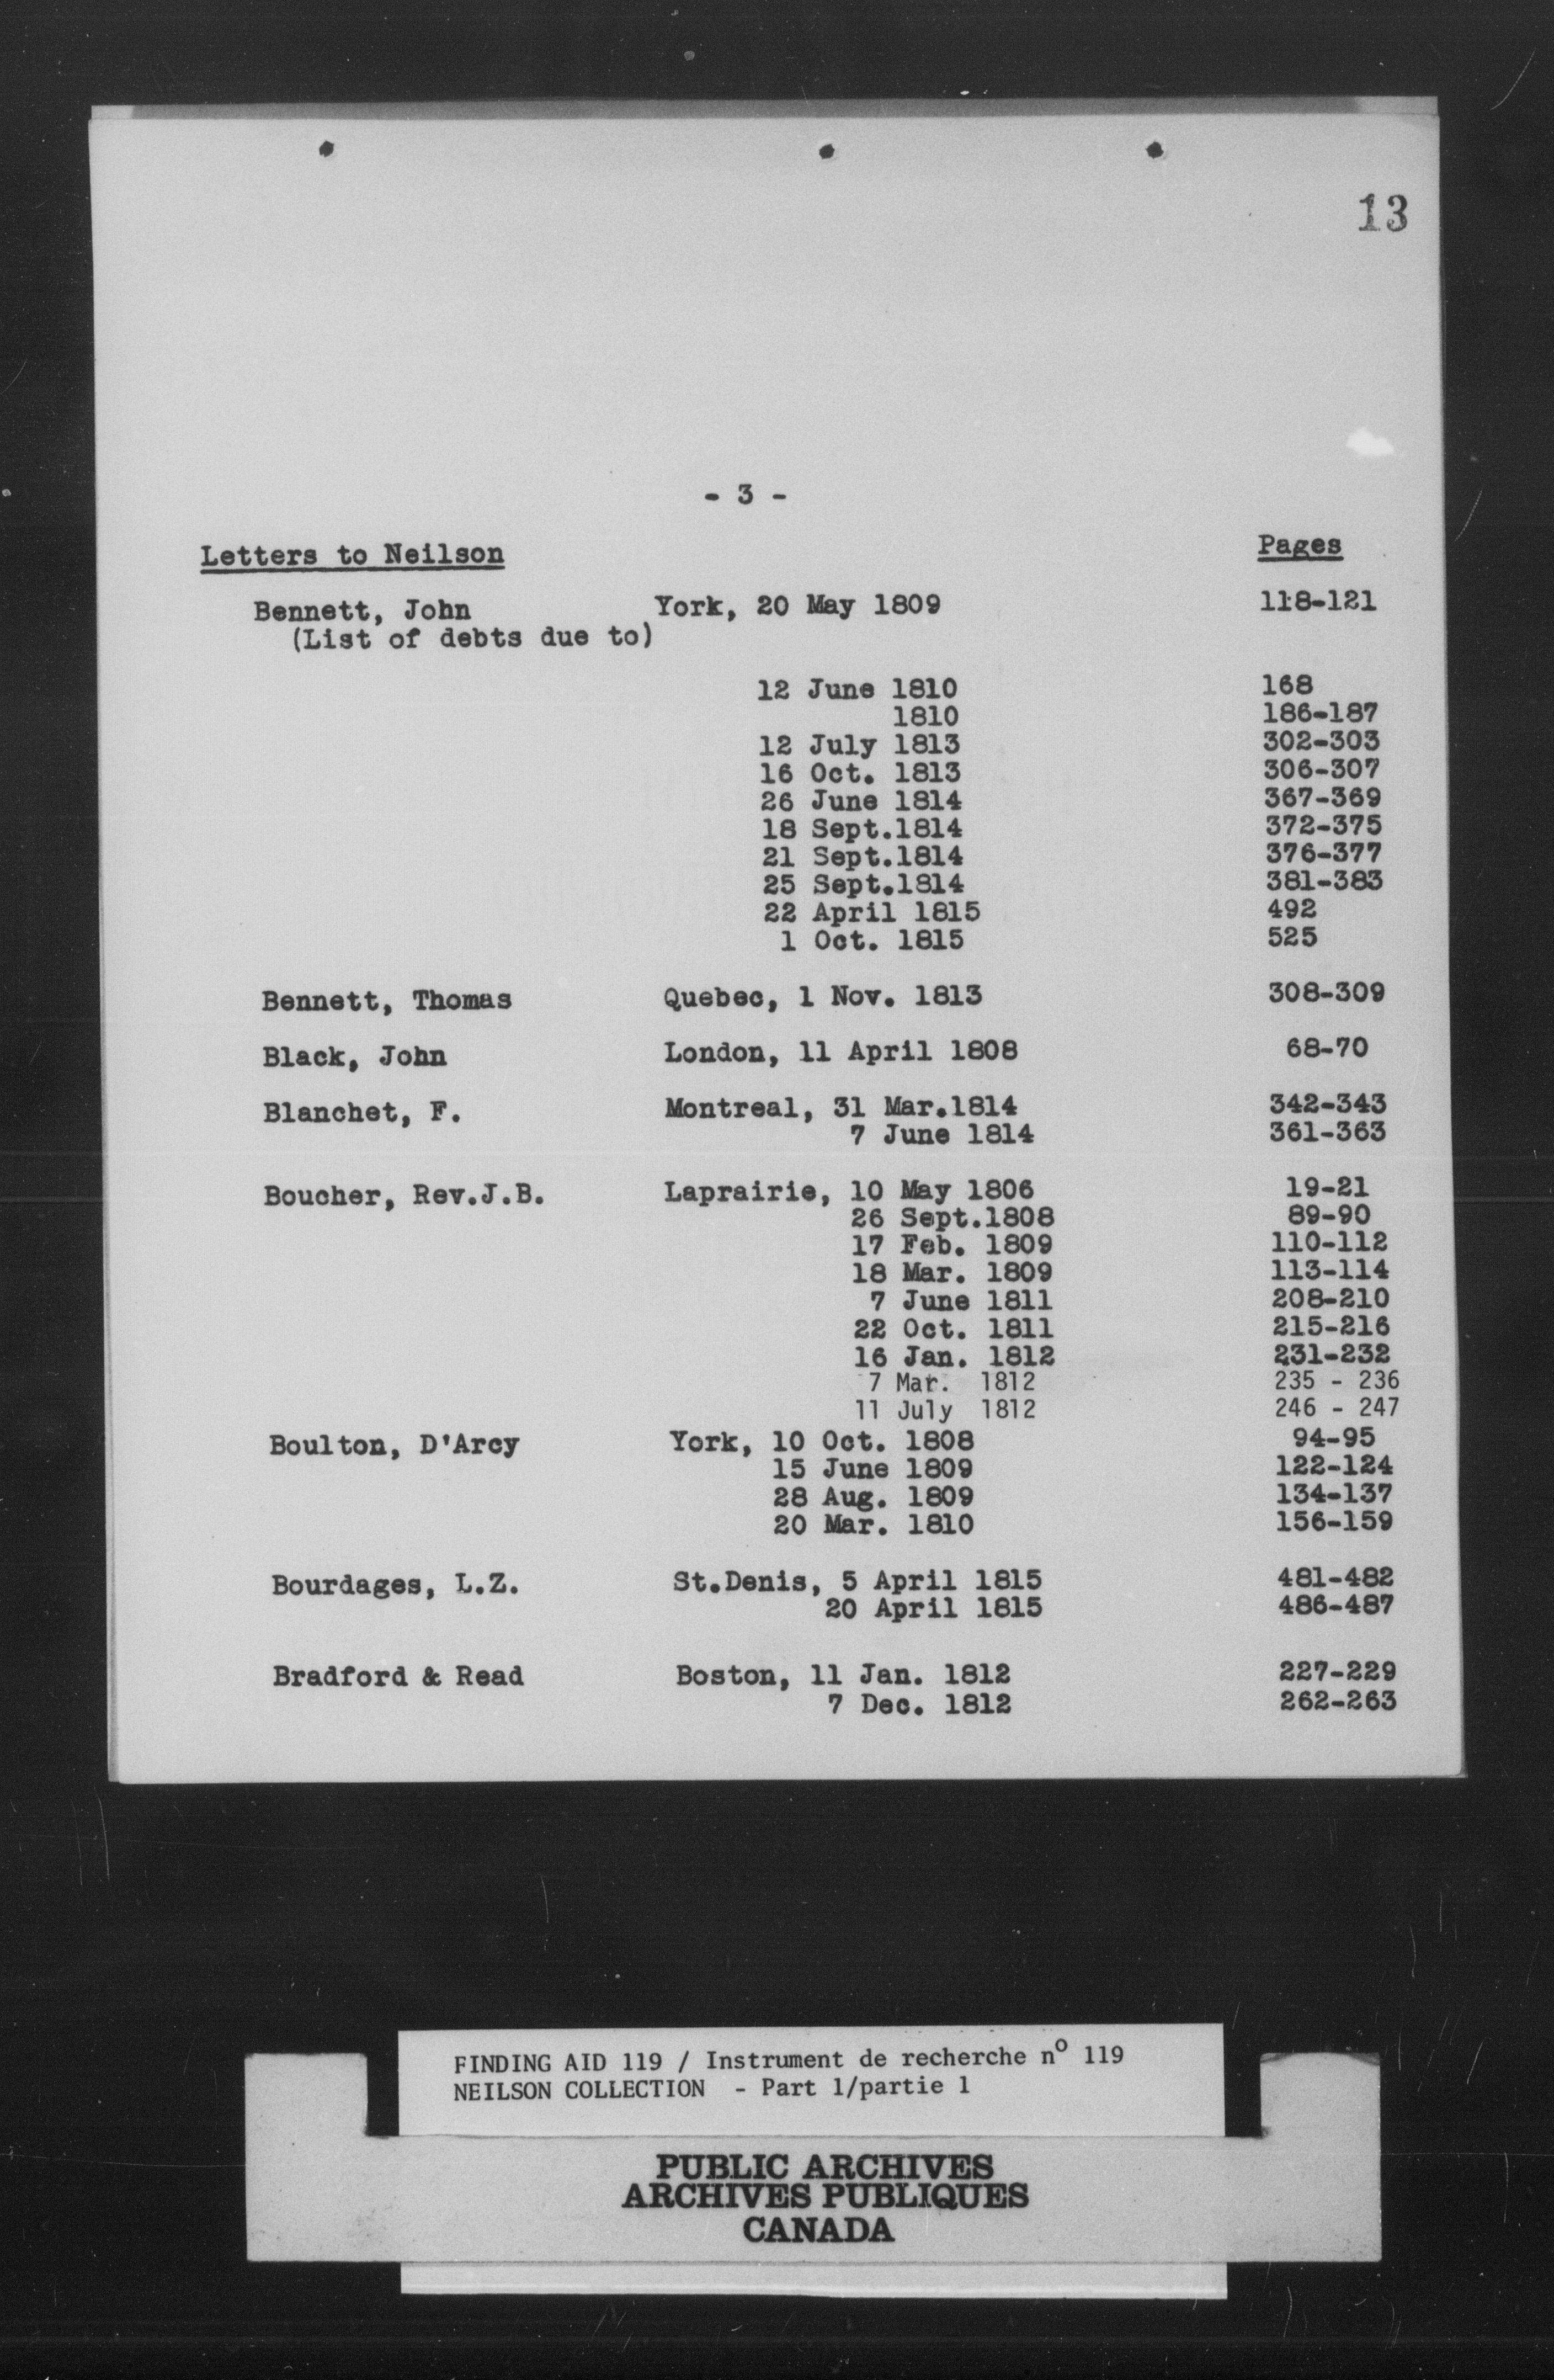 13
- 3 -
Letters to Neilson Pages
Bennett, John York, 20 May 1809 118-121
(List of debts due to)
12 June 1810 168
1810 186-187
12 July 1813 302-303
16 Oct. 1813 306-307
26 June 1814 367-369
18 Sept.1814 372-375
21 Sept.1814 376-377
25 Sept.1814 381-383
22 April 1815 492
1 Oct. 1815 525
Bennett, Thomas Quebec, 1 Nov. 1813 308-309
Black, John London, 11 April 1808 68-70
Blanchet, F. Montreal, 31 Mar.1814 342-343
7 June 1814 361-363
Boucher, Rev.J.B. Laprairie, 10 May 1806 19-21
26 Sept.1808 89-90
17 Feb. 1809 110-112
18 Mar. 1809 113-114
7 June 1811 208-210
22 Oct. 1811 215-216
16 Jan. 1812 231-232
7 Mar. 1812 235 - 236
11 July 1812 246 - 247
Boulton, D'Arcy York, 10 Oct. 1808 94-95
15 June 1809 122-124
28 Aug. 1809 134-137
20 Mar. 1810 156-159
Bourdages, L.Z. St.Denis, 5 April 1815 481-482
20 April 1815 486-487
Bradford & Read Boston, 11 Jan. 1812 227-229
7 Dec. 1812 262-263
FINDING AID 119 / Instrument de recherche nº 119
NEILSON COLLECTION - Part 1/partie 1
PUBLIC ARCHIVES
ARCHIVES PUBLIQUES
CANADA